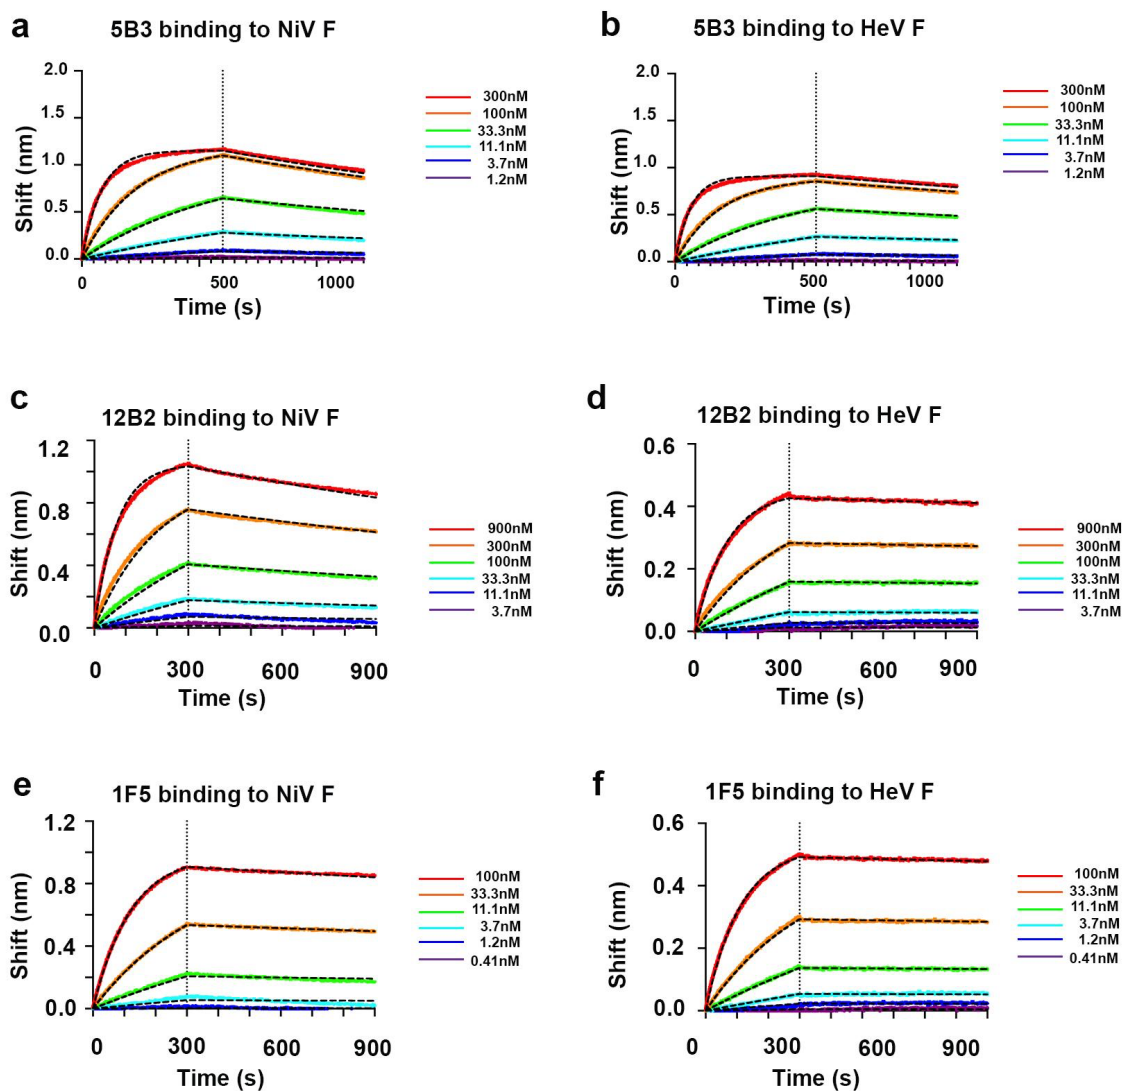 a
5B3 binding to NiV F
2.0
1.5
1.0
0.5
0.0
Shift (nm)
0
500
1000
Time (s)
300nM
100nM
33.3nM
11.1nM
3.7nM
1.2nM
b
5B3 binding to HeV F
2.0
1.5
1.0
0.5
0.0
Shift (nm)
0
500
1000
Time (s)
300nM
100nM
33.3nM
11.1nM
3.7nM
1.2nM
c
12B2 binding to NiV F
1.2
0.8
0.4
0.0
Shift (nm)
0
300
600
900
Time (s)
900nM
300nM
100nM
33.3nM
11.1nM
3.7nM
d
12B2 binding to HeV F
0.6
0.4
0.2
0.0
Shift (nm)
0
300
600
900
Time (s)
900nM
300nM
100nM
33.3nM
11.1nM
3.7nM
e
1F5 binding to NiV F
1.2
0.8
0.4
0.0
Shift (nm)
0
300
600
900
Time (s)
100nM
33.3nM
11.1nM
3.7nM
1.2nM
0.41nM
f
1F5 binding to HeV F
0.6
0.4
0.2
0.0
Shift (nm)
0
300
600
900
Time (s)
100nM
33.3nM
11.1nM
3.7nM
1.2nM
0.41nM